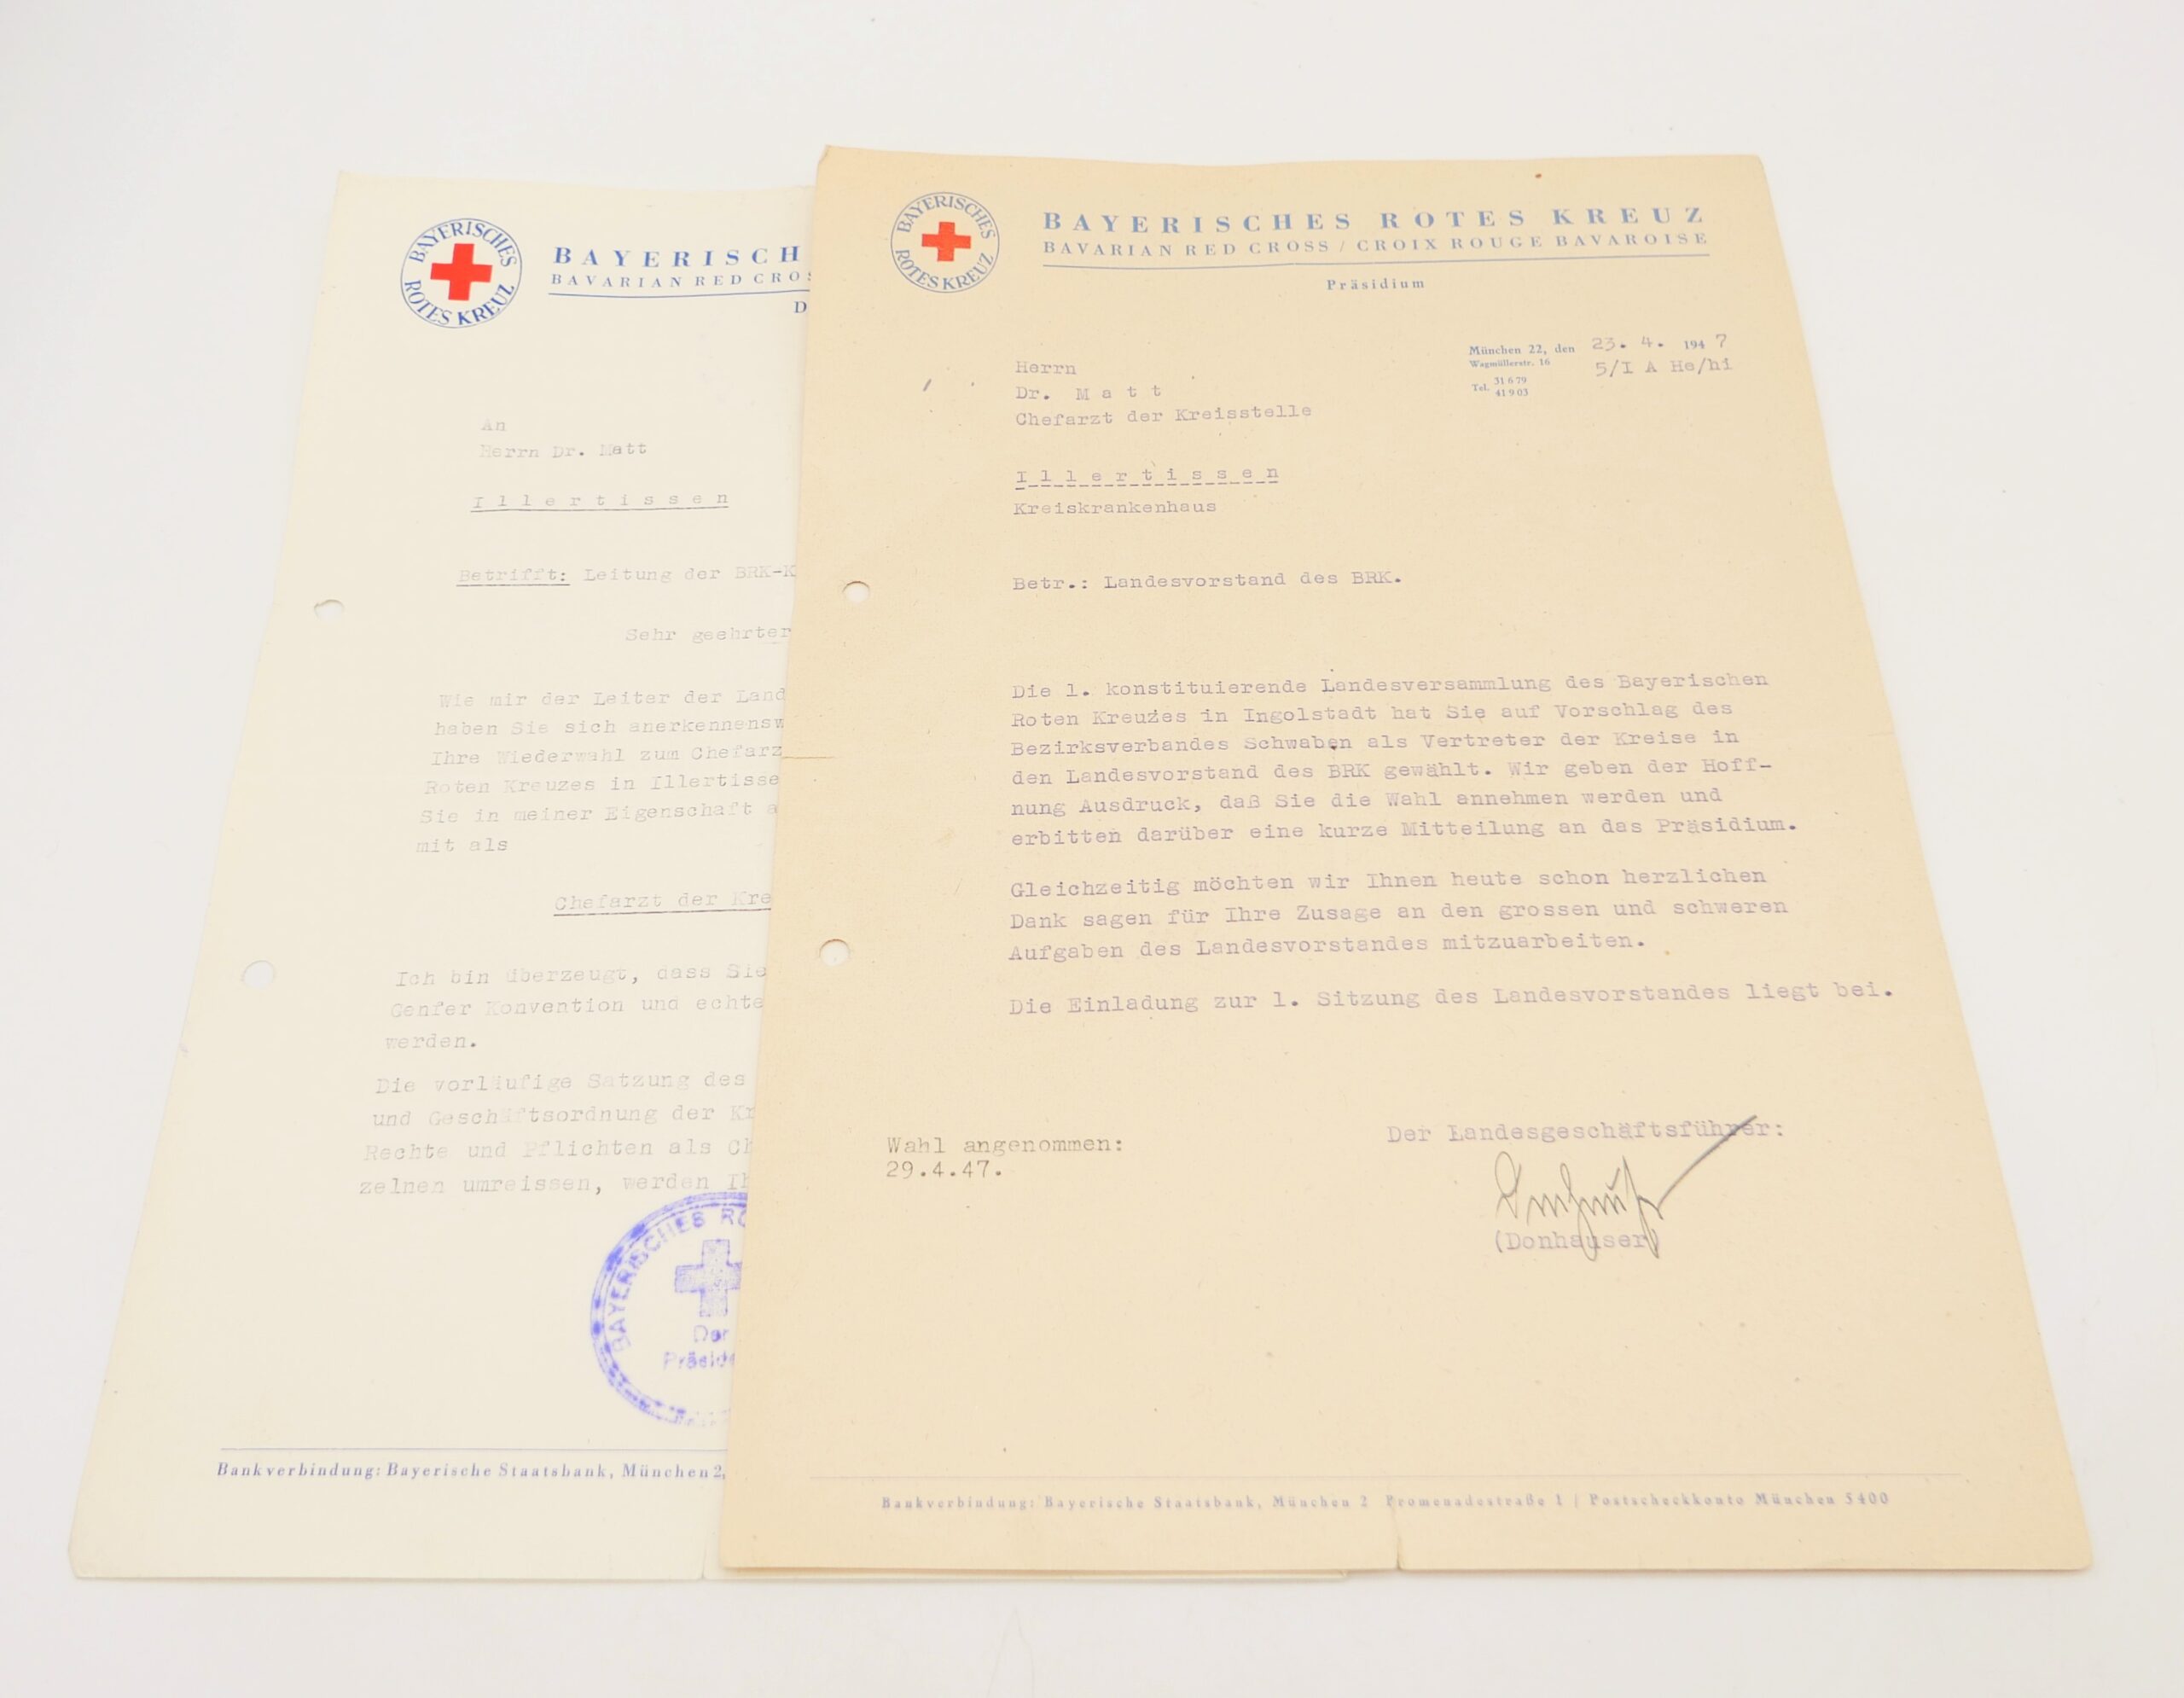 BAYERISCHES
ROTES KREUZ
BAYERISCH
BAVARIAN RED CROS
D
An
Herrn Dr. Matt
I l l e r t i s s e n
Betrifft: Leitung der BRK-K
Sehr geehrter
Wie mir der Leiter der Land
haben Sie sich anerkennensw
Ihre Wiederwahl zum Chefarz
Roten Kreuzes in Illertisse
Sie in meiner Eigenschaft a
mit als
Chefarzt der Kre
Ich bin überzeugt, dass Sie
Genfer Konvention und echte
werden.
Die vorläufige Satzung des
und Geschäftsordnung der Kr
Rechte und Pflichten als Ch
zelnen umreissen, werden Ih
BAYERISCHES RO
Der
Präside
Bankverbindung: Bayerische Staatsbank, München 2,
BAYERISCHES
ROTES KREUZ
BAYERISCHES ROTES KREUZ
BAVARIAN RED CROSS / CROIX ROUGE BAVAROISE
Präsidium
München 22, den 23. 4. 1947
Wagmüllerstr. 16
5/I A He/hi
Tel. 31679
41903
Herrn
Dr. M a t t
Chefarzt der Kreisstelle
I l l e r t i s s e n
Kreiskrankenhaus
Betr.: Landesvorstand des BRK.
Die 1. konstituierende Landesversammlung des Bayerischen
Roten Kreuzes in Ingolstadt hat Sie auf Vorschlag des
Bezirksverbandes Schwaben als Vertreter der Kreise in
den Landesvorstand des BRK gewählt. Wir geben der Hoff-
nung Ausdruck, daß Sie die Wahl annehmen werden und
erbitten darüber eine kurze Mitteilung an das Präsidium.
Gleichzeitig möchten wir Ihnen heute schon herzlichen
Dank sagen für Ihre Zusage an den grossen und schweren
Aufgaben des Landesvorstandes mitzuarbeiten.
Die Einladung zur 1. Sitzung des Landesvorstandes liegt bei.
Wahl angenommen:
29.4.47.
Der Landesgeschäftsführer:
(Donhauser)
Bankverbindung: Bayerische Staatsbank, München 2 Promenadestraße 1 / Postscheckkonto München 5400